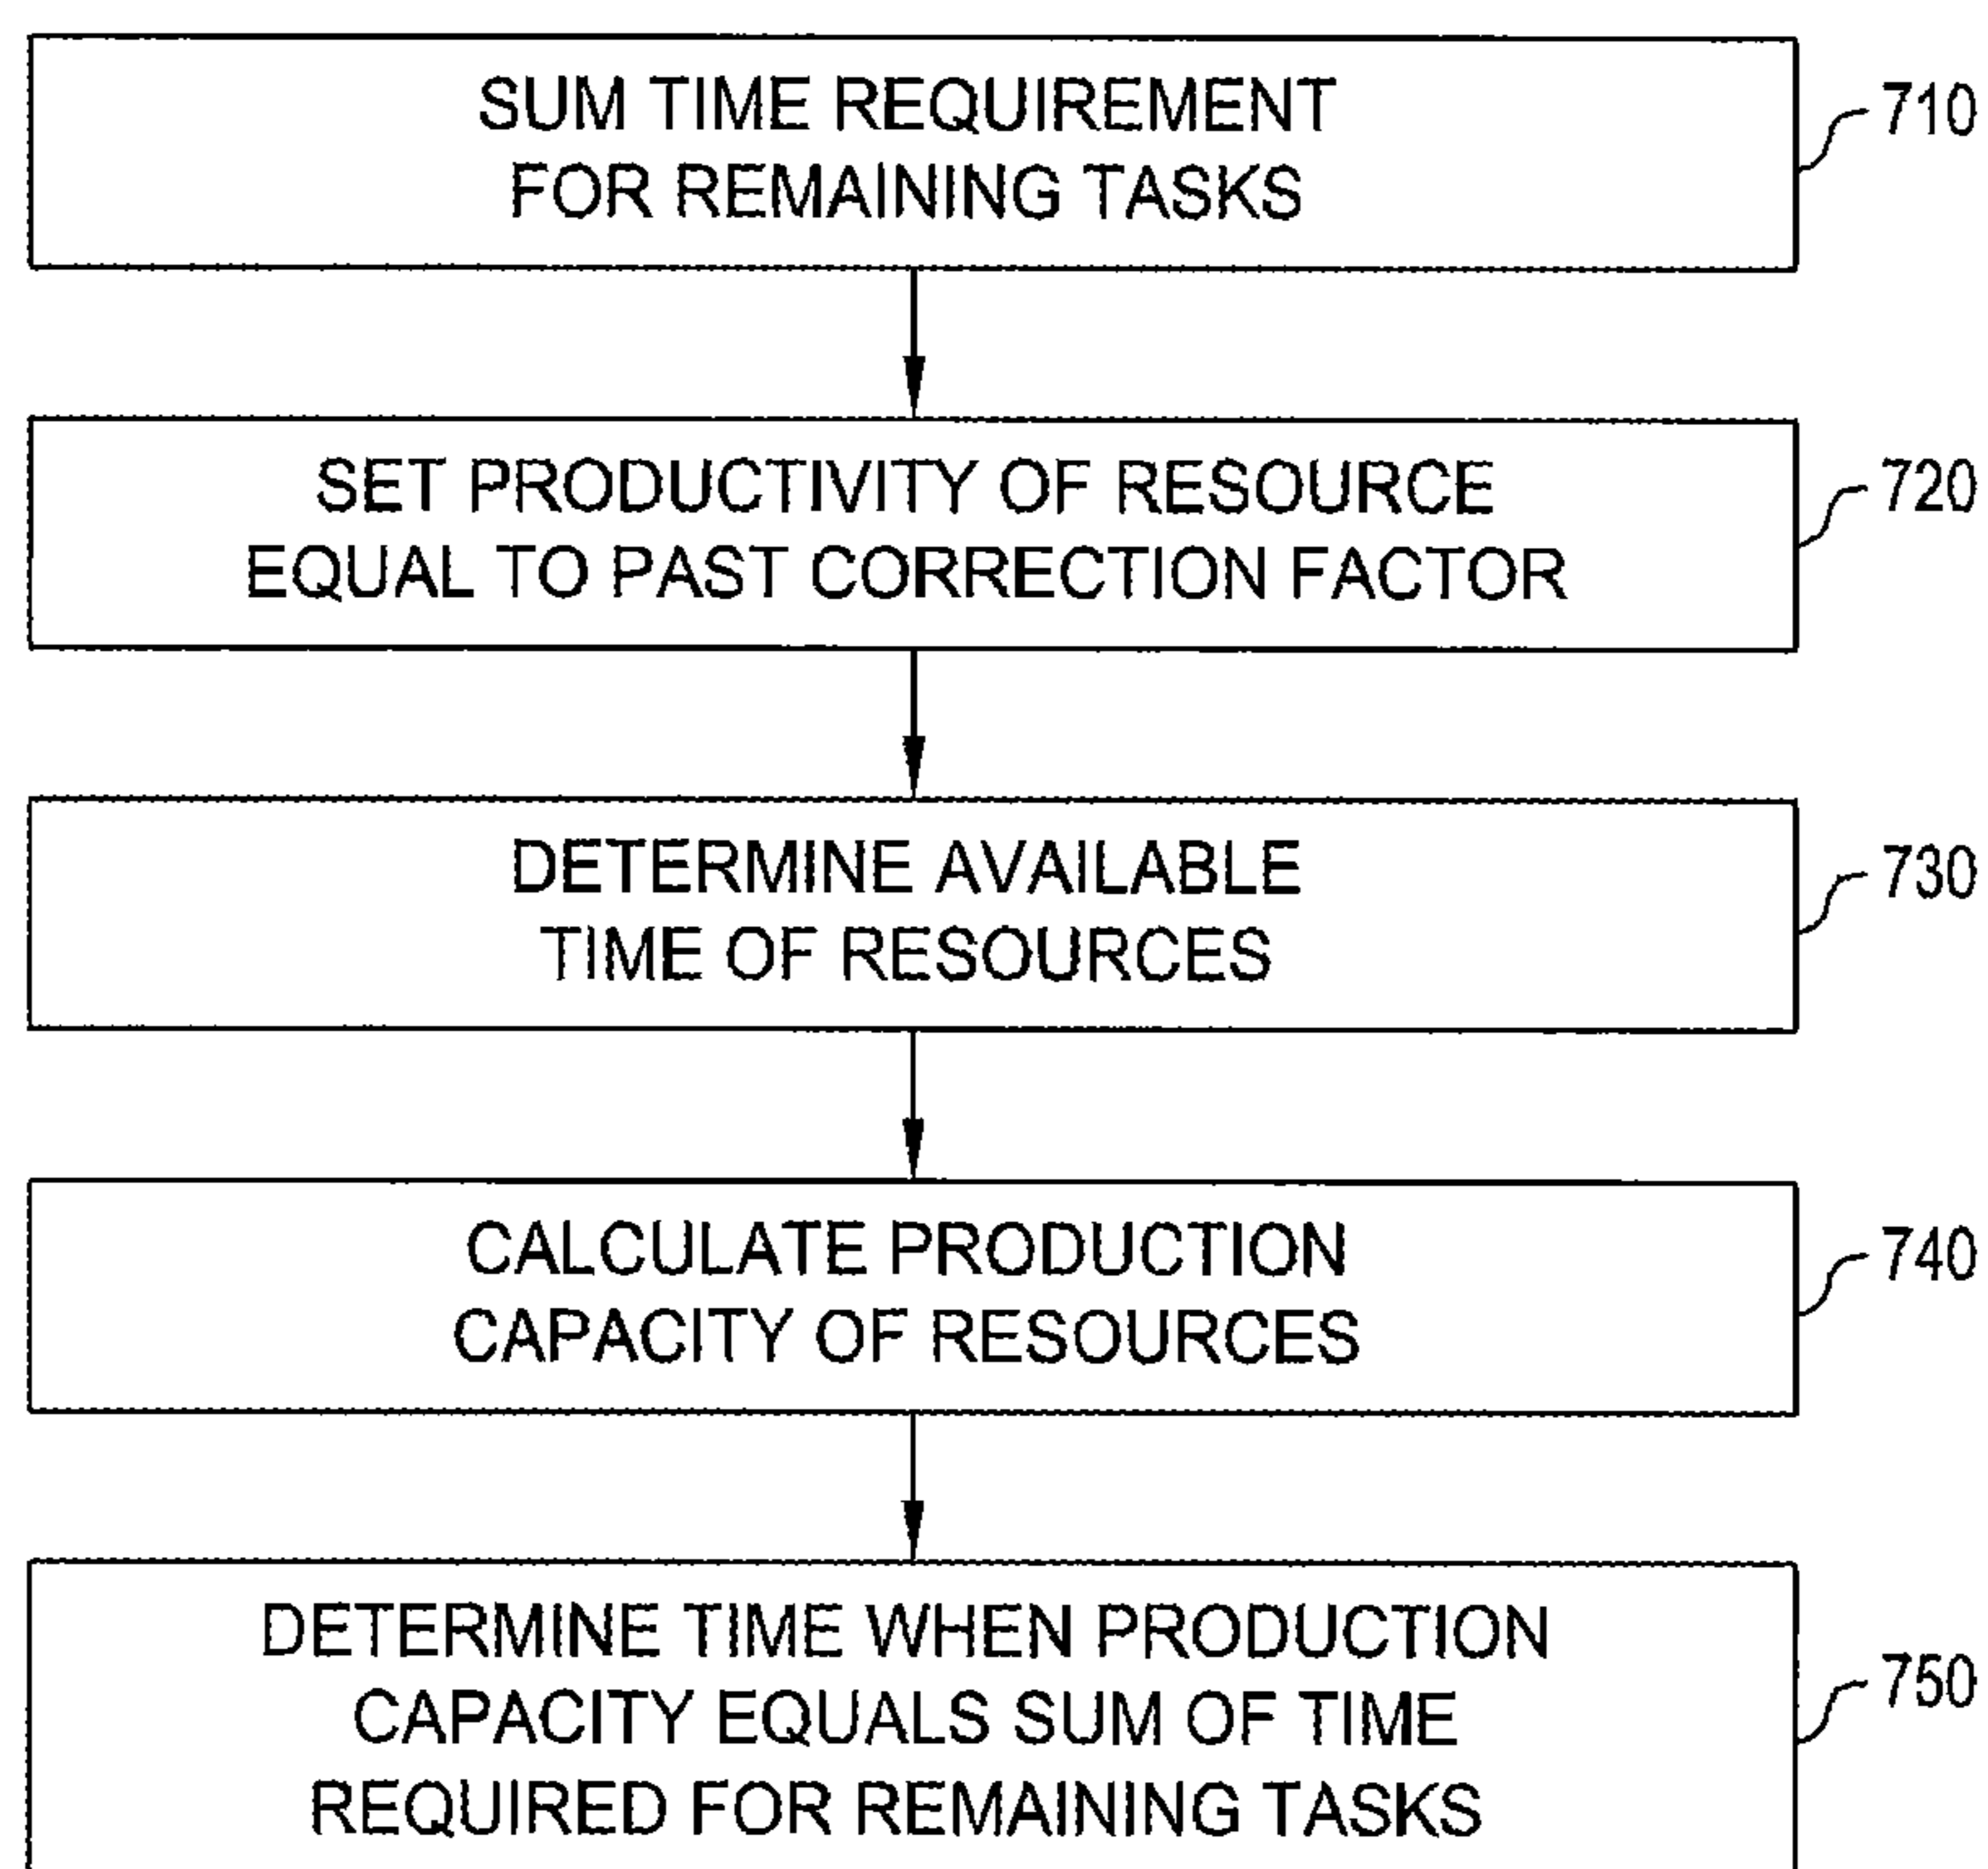 SUM TIME REQUIREMENT
FOR REMAINING TASKS
710
SET PRODUCTIVITY OF RESOURCE
EQUAL TO PAST CORRECTION FACTOR
720
DETERMINE AVAILABLE
TIME OF RESOURCES
730
CALCULATE PRODUCTION
CAPACITY OF RESOURCES
740
DETERMINE TIME WHEN PRODUCTION
CAPACITY EQUALS SUM OF TIME
REQUIRED FOR REMAINING TASKS
750